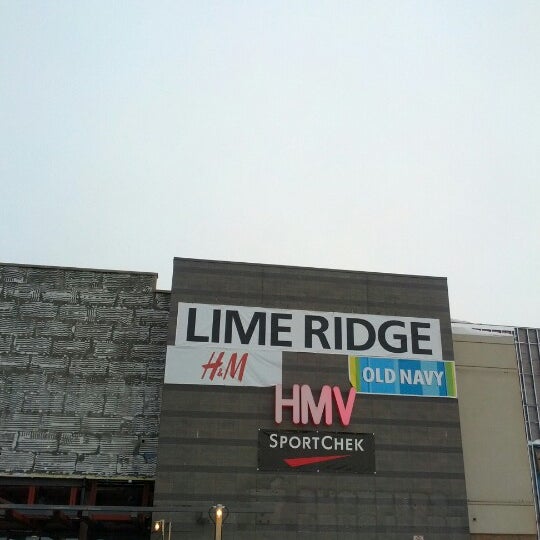 LIME RIDGE
H&M
OLD NAVY
HMV
SPORTCHEK